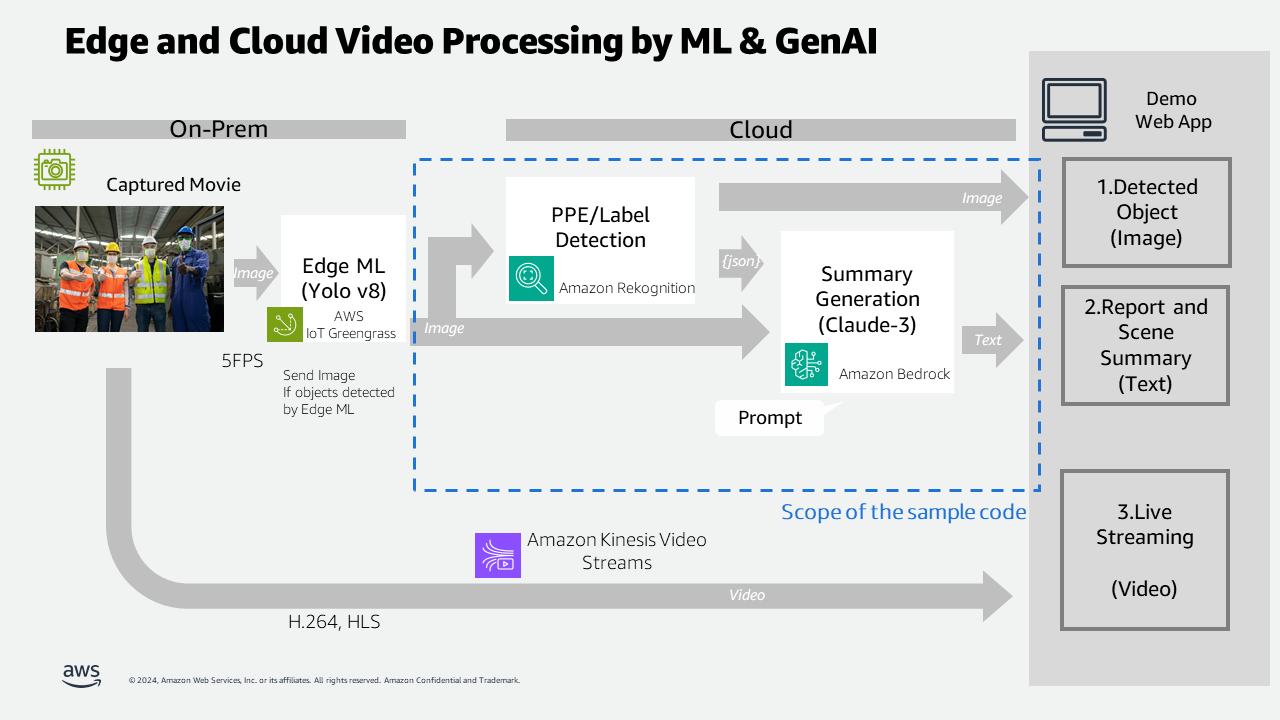 Edge and Cloud Video Processing by ML & GenAI
On-Prem
Cloud
Demo
Web App
Captured Movie
Image
5FPS
Edge ML
(Yolo v8)
AWS
IoT Greengrass
Send Image
If objects detected
by Edge ML
Image
PPE/Label
Detection
Amazon Rekognition
Image
{json}
Summary
Generation
(Claude-3)
Amazon Bedrock
Prompt
Text
Scope of the sample code
1.Detected
Object
(Image)
2.Report and
Scene
Summary
(Text)
3.Live
Streaming
(Video)
Amazon Kinesis Video
Streams
Video
H.264, HLS
aws
© 2024, Amazon Web Services, Inc. or its affiliates. All rights reserved. Amazon Confidential and Trademark.